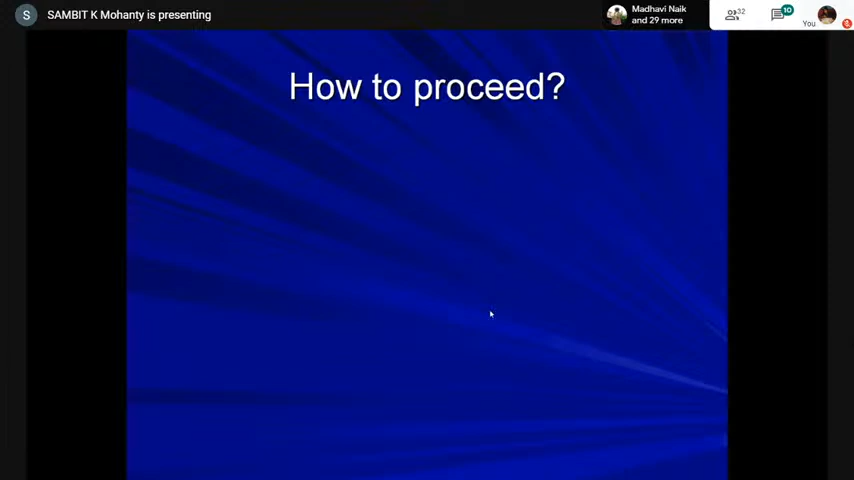 S
SAMBIT K Mohanty is presenting
Madhavi Naik
and 29 more
32
10
You
How to proceed?